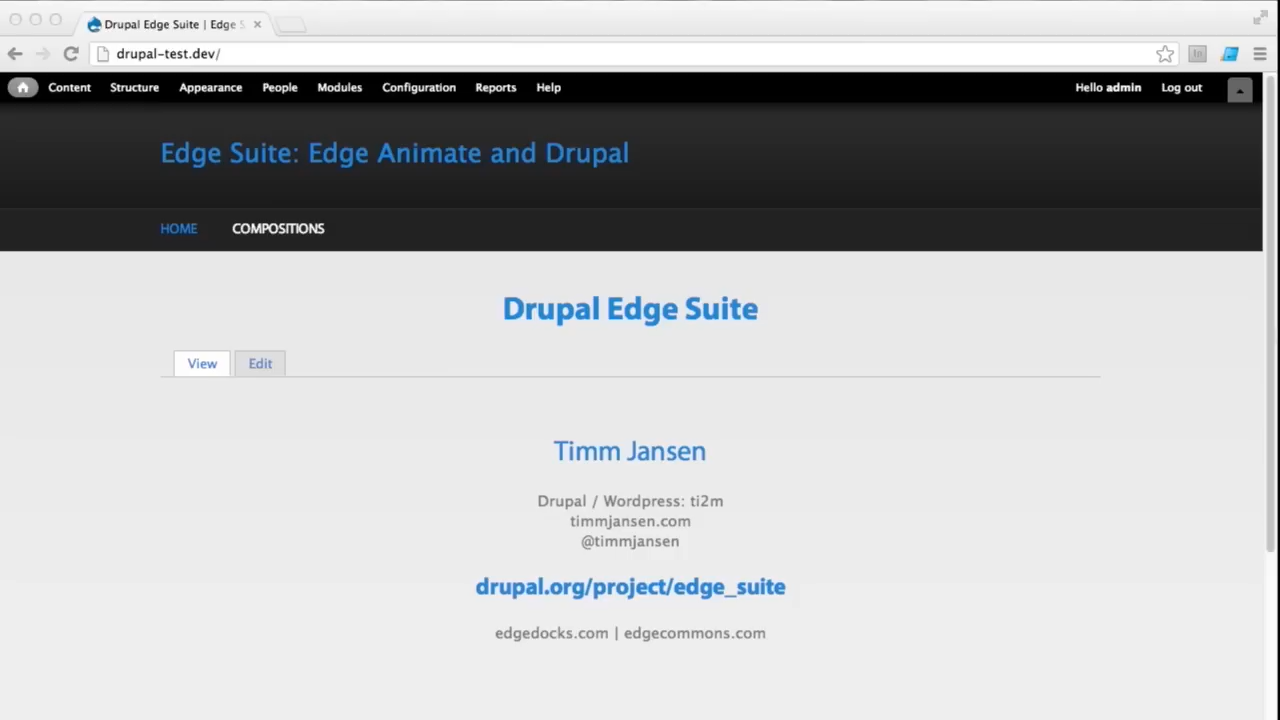 Drupal Edge Suite | Edge S
drupal-test.dev/
Content Structure Appearance People Modules Configuration Reports Help Hello admin Log out
Edge Suite: Edge Animate and Drupal
HOME COMPOSITIONS
Drupal Edge Suite
View Edit
Timm Jansen
Drupal / Wordpress: ti2m
timmjansen.com
@timmjansen
drupal.org/project/edge_suite
edgedocks.com | edgecommons.com